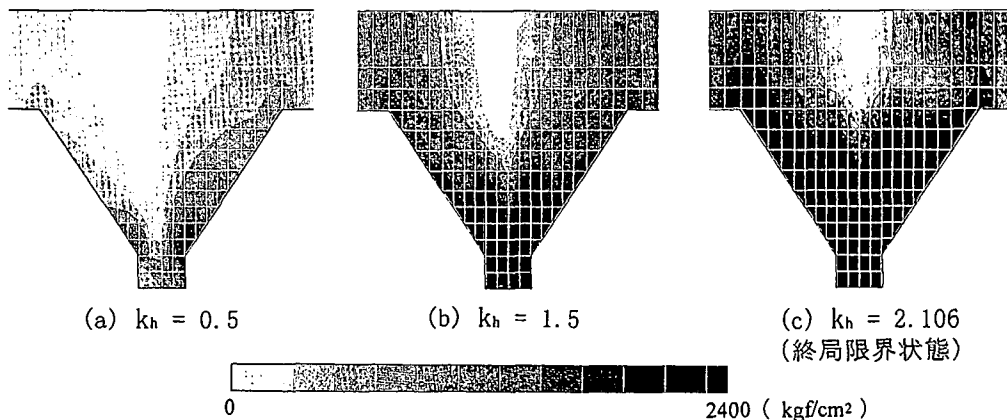 (a) kh = 0.5
(b) kh = 1.5
(c) kh = 2.106
(終局限界状態)
0
2400 ( kgf/cm²)